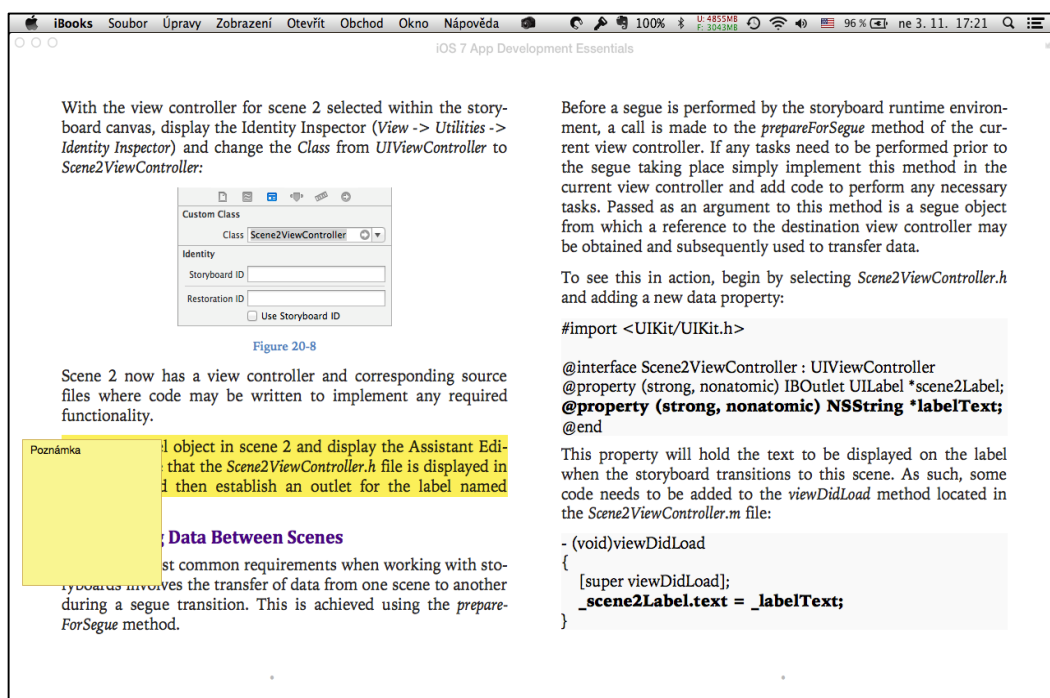 iBooks Soubor Úpravy Zobrazení Otevřít Obchod Okno Nápověda 100% U: 4855MB F: 3043MB 96 % ne 3. 11. 17:21
iOS 7 App Development Essentials
With the view controller for scene 2 selected within the story-
board canvas, display the Identity Inspector (View -> Utilities ->
Identity Inspector) and change the Class from UIViewController to
Scene2ViewController:
Custom Class
Class Scene2ViewController
Identity
Storyboard ID
Restoration ID
Use Storyboard ID
Figure 20-8
Scene 2 now has a view controller and corresponding source
files where code may be written to implement any required
functionality.
Poznámka
object in scene 2 and display the Assistant Edi-
that the Scene2ViewController.h file is displayed in
then establish an outlet for the label named
Data Between Scenes
common requirements when working with sto-
ryboards involves the transfer of data from one scene to another
during a segue transition. This is achieved using the prepare-
ForSegue method.
Before a segue is performed by the storyboard runtime environ-
ment, a call is made to the prepareForSegue method of the cur-
rent view controller. If any tasks need to be performed prior to
the segue taking place simply implement this method in the
current view controller and add code to perform any necessary
tasks. Passed as an argument to this method is a segue object
from which a reference to the destination view controller may
be obtained and subsequently used to transfer data.
To see this in action, begin by selecting Scene2ViewController.h
and adding a new data property:
#import <UIKit/UIKit.h>
@interface Scene2ViewController : UIViewController
@property (strong, nonatomic) IBOutlet UILabel *scene2Label;
@property (strong, nonatomic) NSString *labelText;
@end
This property will hold the text to be displayed on the label
when the storyboard transitions to this scene. As such, some
code needs to be added to the viewDidLoad method located in
the Scene2ViewController.m file:
- (void)viewDidLoad
{
[super viewDidLoad];
_scene2Label.text = _labelText;
}